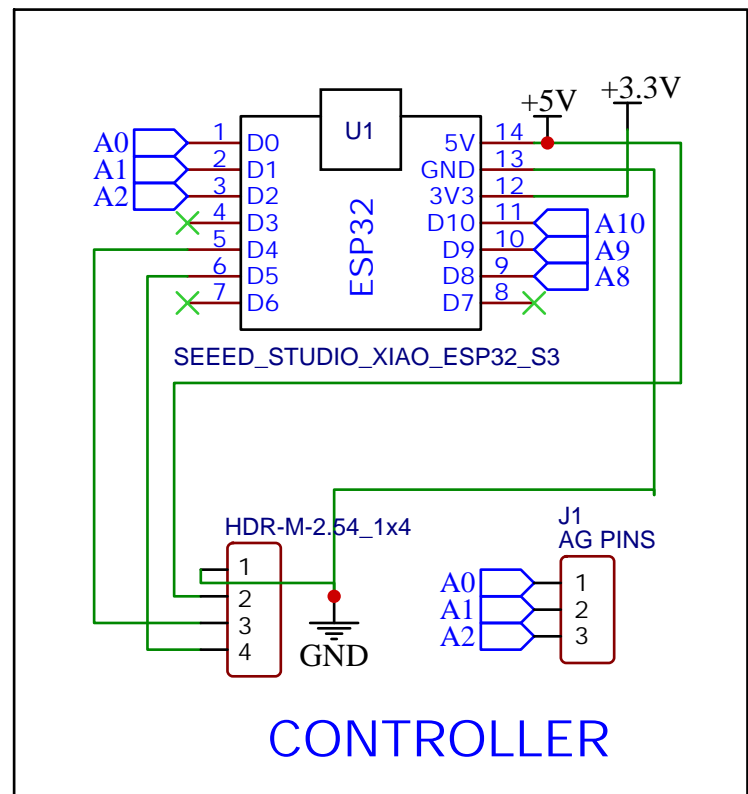 +5V
+3.3V
U1
ESP32
A0 1 D0
A1 2 D1
A2 3 D2
4 D3
5 D4
6 D5
7 D6
5V 14
GND 13
3V3 12
D10 11 A10
D9 10 A9
D8 9 A8
D7 8
SEEED_STUDIO_XIAO_ESP32_S3
HDR-M-2.54_1x4
1
2
3
4
GND
J1
AG PINS
A0 1
A1 2
A2 3
CONTROLLER